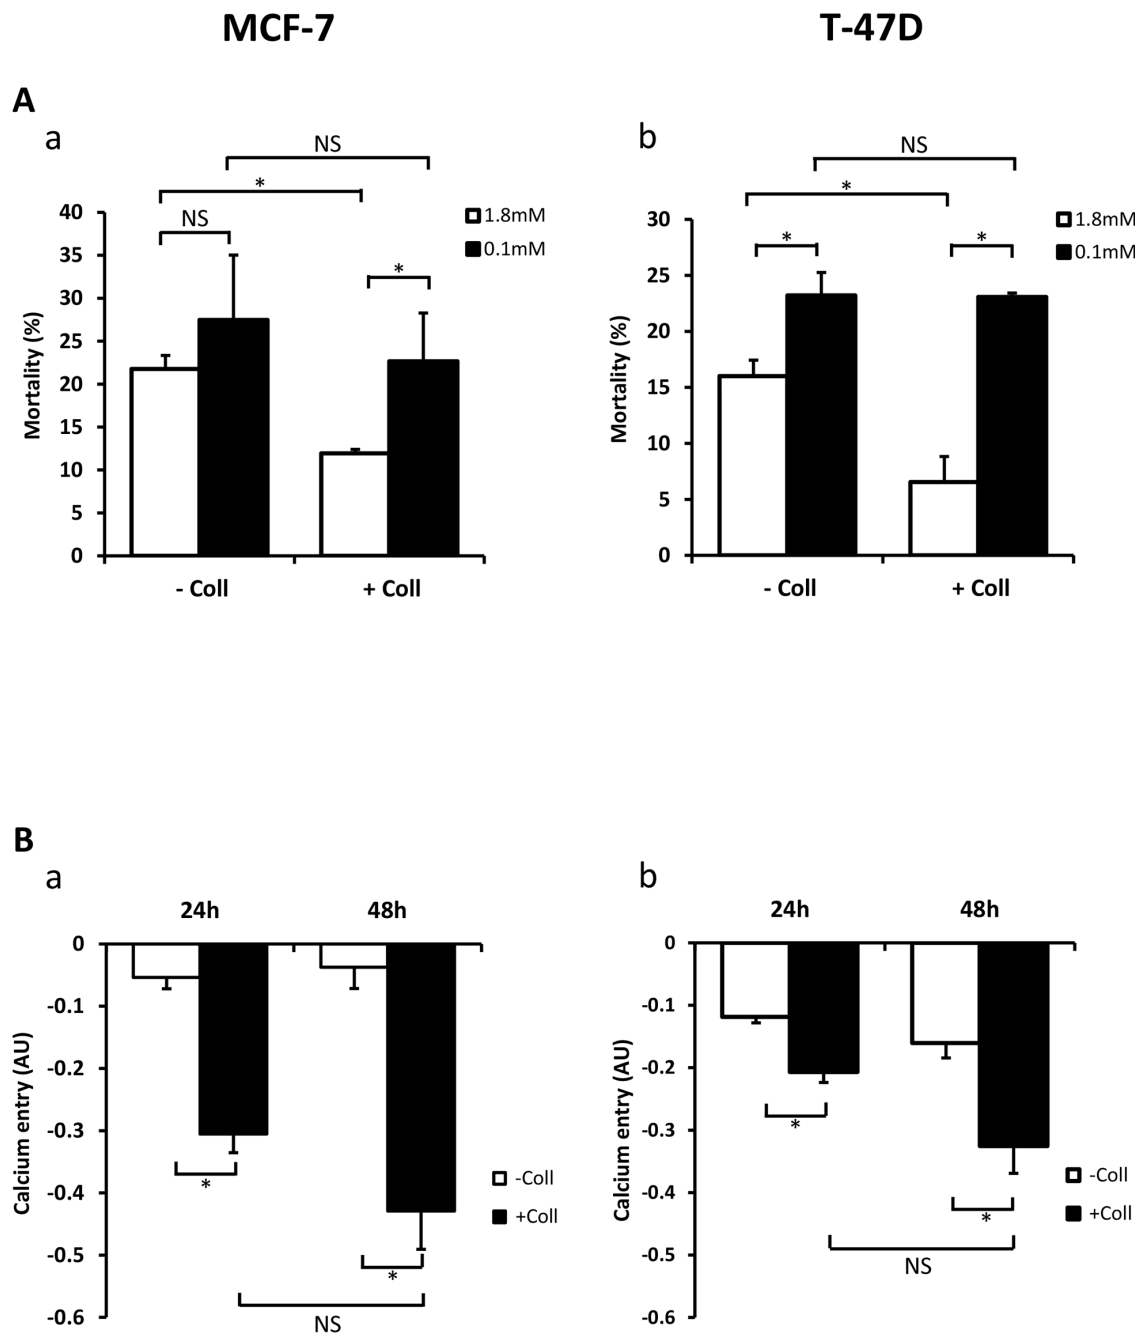 MCF-7
T-47D
A
a
NS
*
NS
*
40
35
30
25
20
15
10
5
0
Mortality (%)
1.8mM
0.1mM
- Coll
+ Coll
b
NS
*
*
*
30
25
20
15
10
5
0
Mortality (%)
1.8mM
0.1mM
- Coll
+ Coll
B
a
24h
48h
0
-0.1
-0.2
-0.3
-0.4
-0.5
-0.6
Calcium entry (AU)
*
*
NS
-Coll
+Coll
b
24h
48h
0
-0.1
-0.2
-0.3
-0.4
-0.5
-0.6
Calcium entry (AU)
*
*
NS
-Coll
+Coll